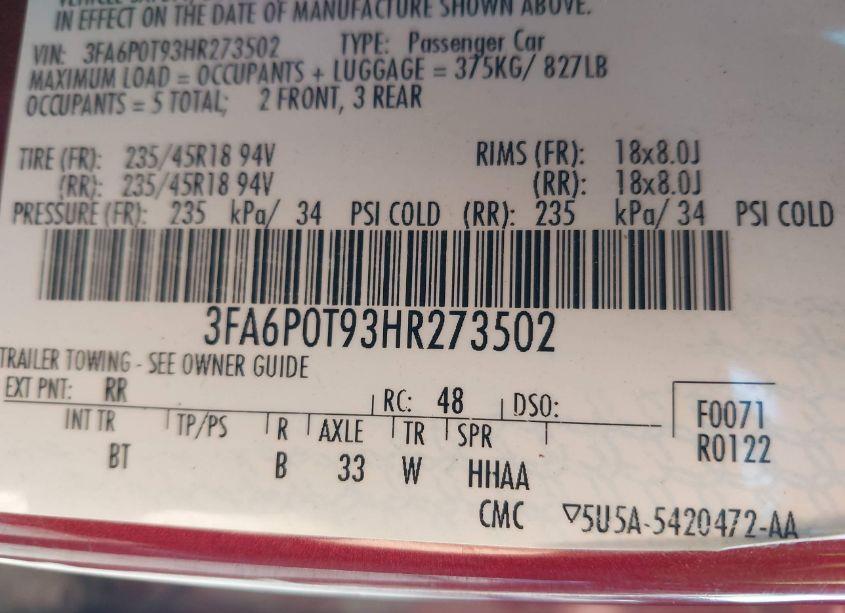 IN EFFECT ON THE DATE OF MANUFACTURE SHOWN ABOVE.
VIN: 3FA6P0T93HR273502 TYPE: Passenger Car
MAXIMUM LOAD = OCCUPANTS + LUGGAGE = 375KG/ 827LB
OCCUPANTS = 5 TOTAL; 2 FRONT, 3 REAR
TIRE (FR): 235/45R18 94V RIMS (FR): 18x8.0J
(RR): 235/45R18 94V (RR): 18x8.0J
PRESSURE (FR): 235 kPa/ 34 PSI COLD (RR): 235 kPa/ 34 PSI COLD
3FA6P0T93HR273502
TRAILER TOWING - SEE OWNER GUIDE
EXT PNT: RR RC: 48 DSO:
INT TR TP/PS R AXLE TR SPR
BT B 33 W HHAA
F0071
R0122
CMC ▽5U5A-5420472-AA